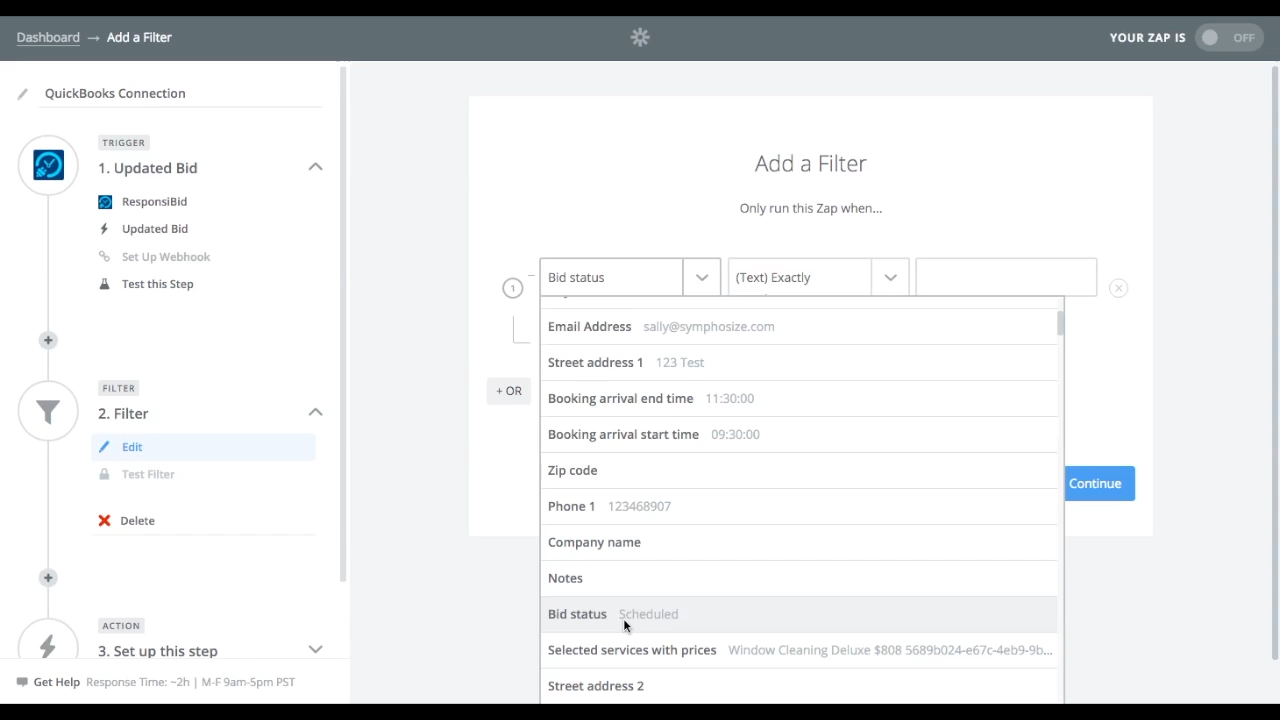 Dashboard → Add a Filter
YOUR ZAP IS OFF
QuickBooks Connection
TRIGGER
1. Updated Bid
ResponsiBid
Updated Bid
Set Up Webhook
Test this Step
FILTER
2. Filter
Edit
Test Filter
Delete
ACTION
3. Set up this step
Get Help Response Time: ~2h | M-F 9am-5pm PST
Add a Filter
Only run this Zap when...
1 Bid status (Text) Exactly
Email Address sally@symphosize.com
Street address 1 123 Test
+ OR
Booking arrival end time 11:30:00
Booking arrival start time 09:30:00
Zip code
Continue
Phone 1 123468907
Company name
Notes
Bid status Scheduled
Selected services with prices Window Cleaning Deluxe $808 5689b024-e67c-4eb9-9b...
Street address 2